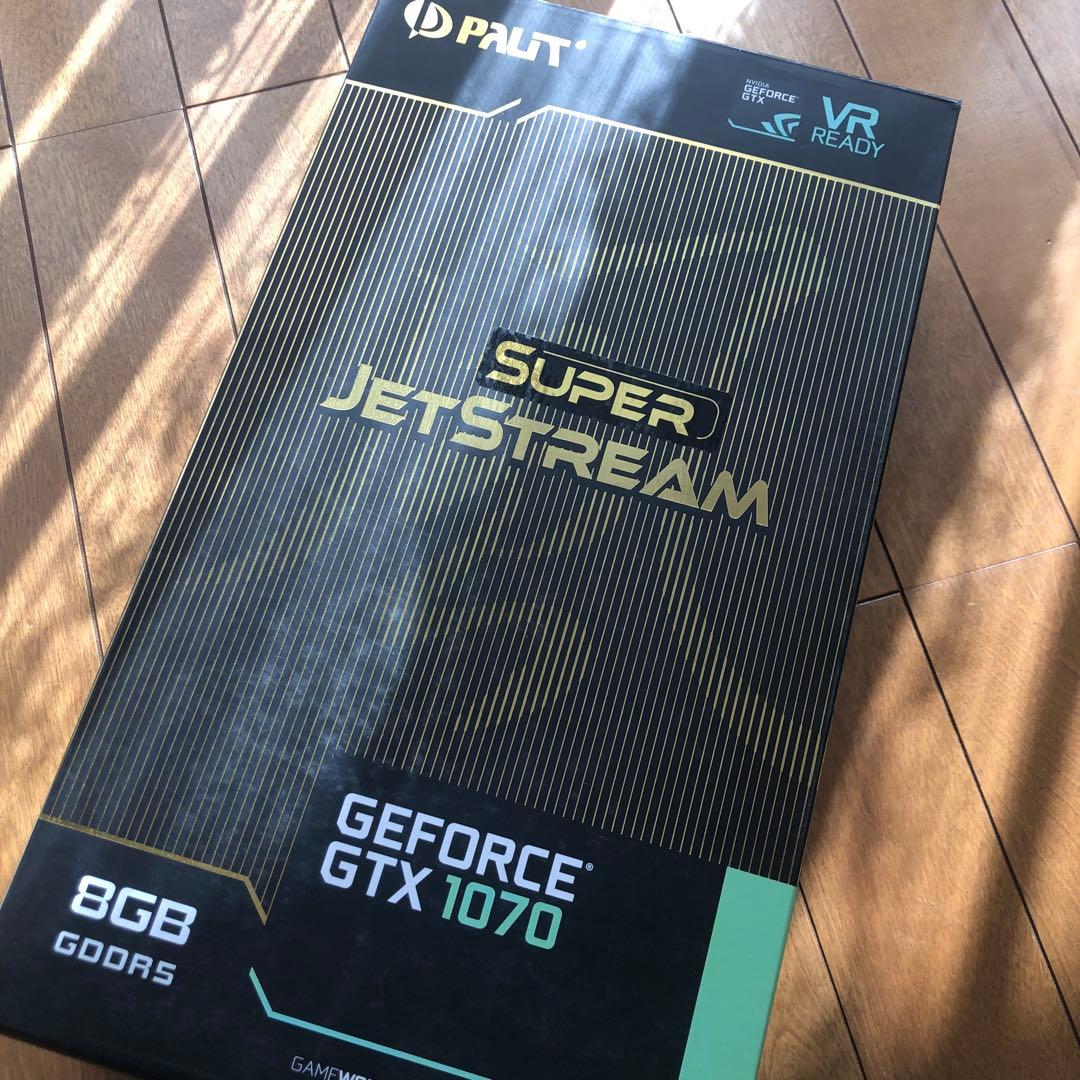 PALIT®
NVIDIA
GEFORCE
GTX
VR
READY
SUPER
JETSTREAM
GEFORCE®
GTX 1070
8GB
GDDR5